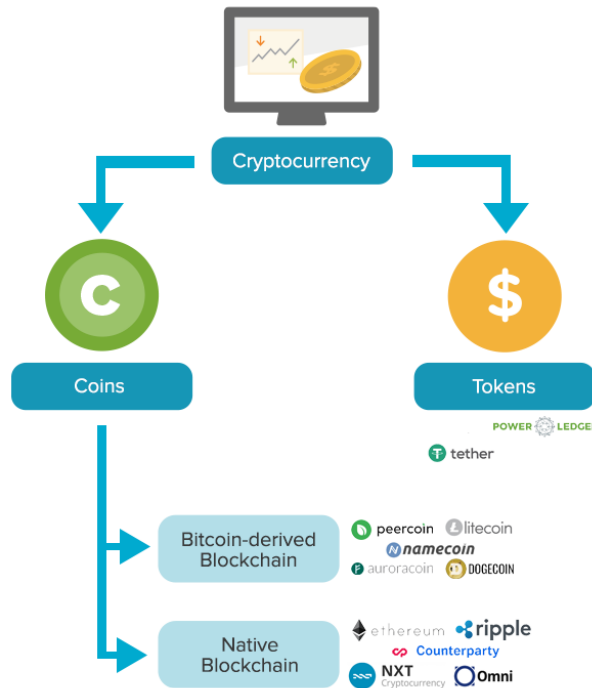 $
Cryptocurrency
C
$
Coins
Tokens
POWER LEDGER
tether
Bitcoin-derived
Blockchain
peercoin litecoin
namecoin
auroracoin DOGECOIN
Native
Blockchain
ethereum ripple
Counterparty
NXT Omni
Cryptocurrency